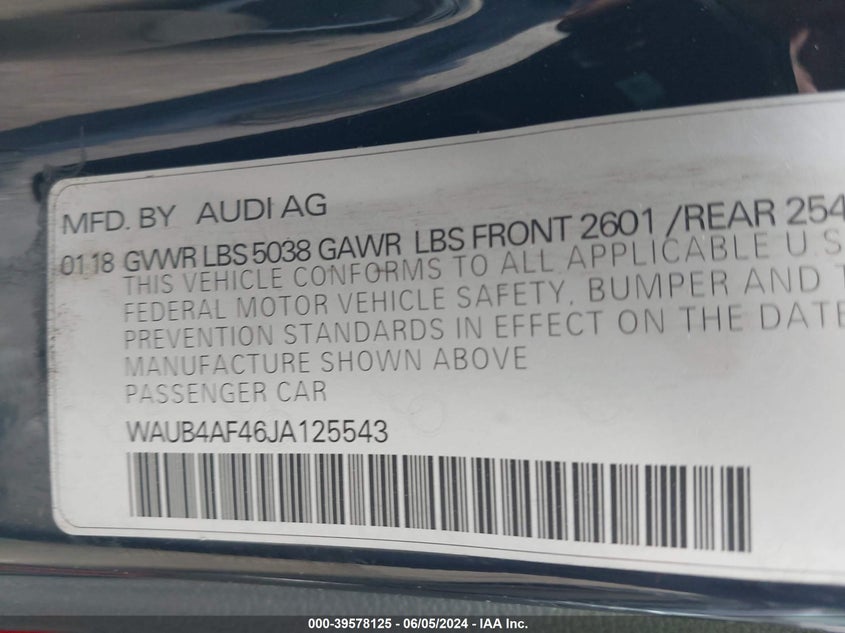 MFD. BY AUDI AG
01 18 GVWR LBS 5038 GAWR LBS FRONT 2601 / REAR 254
THIS VEHICLE CONFORMS TO ALL APPLICABLE U.S
FEDERAL MOTOR VEHICLE SAFETY, BUMPER AND T
PREVENTION STANDARDS IN EFFECT ON THE DATE
MANUFACTURE SHOWN ABOVE
PASSENGER CAR
WAUB4AF46JA125543
000-39578125 - 06/05/2024 - IAA Inc.